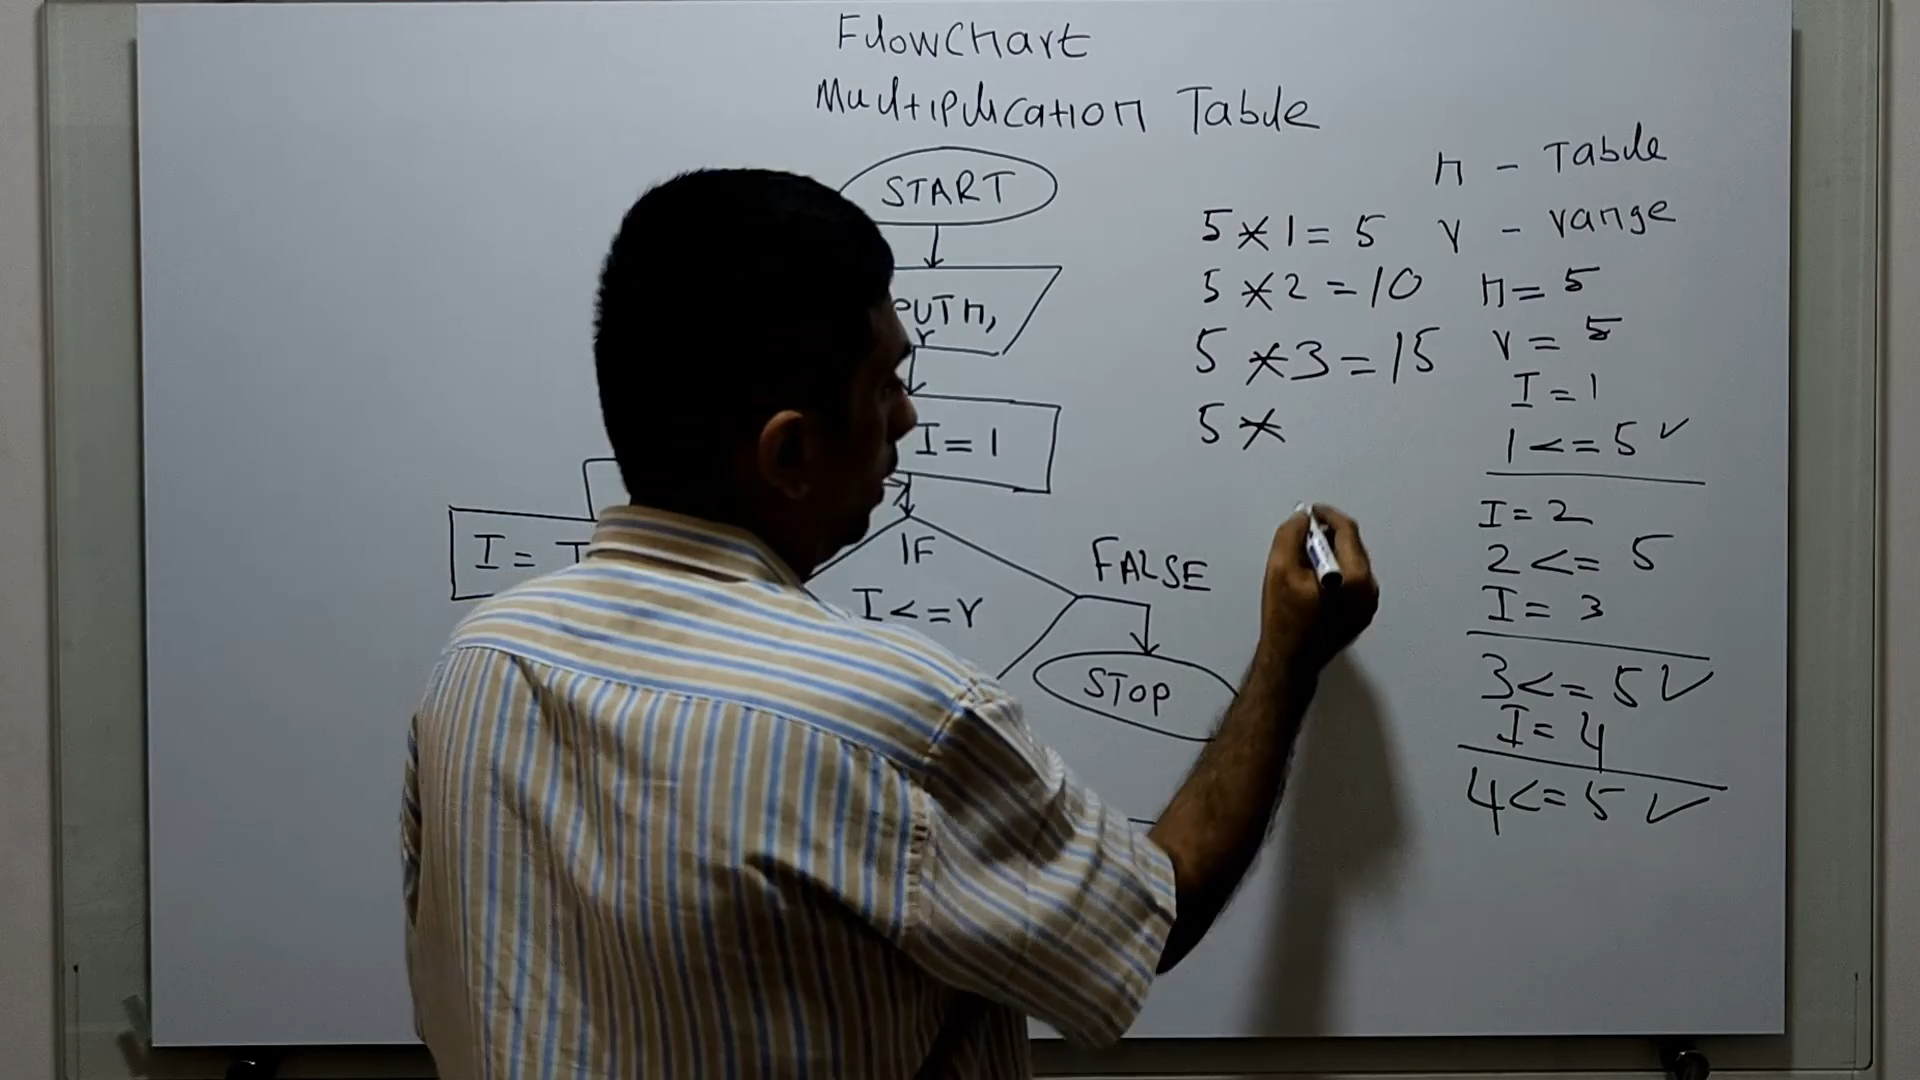 FlowChart
Multiplication Table
START
PUT n,
r
I = 1
I =
IF
I <= r
FALSE
STOP
5 * 1 = 5
5 * 2 = 10
5 * 3 = 15
5 *
n - Table
r - range
n = 5
r = 5
I = 1
1 <= 5 ✓
I = 2
2 <= 5
I = 3
3 <= 5 ✓
I = 4
4 <= 5 ✓